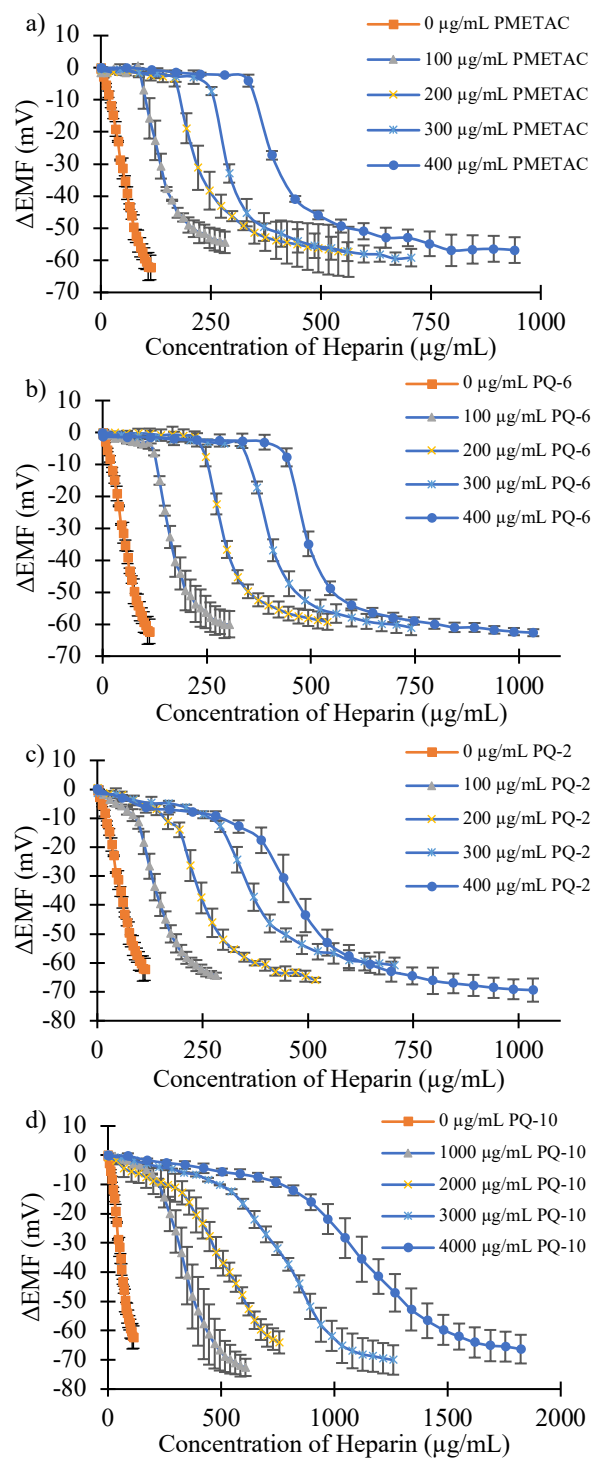 a)
10
0
-10
-20
-30
-40
-50
-60
-70
ΔEMF (mV)
0 µg/mL PMETAC
100 µg/mL PMETAC
200 µg/mL PMETAC
300 µg/mL PMETAC
400 µg/mL PMETAC
0 250 500 750 1000
Concentration of Heparin (µg/mL)
b)
10
0
-10
-20
-30
-40
-50
-60
-70
ΔEMF (mV)
0 µg/mL PQ-6
100 µg/mL PQ-6
200 µg/mL PQ-6
300 µg/mL PQ-6
400 µg/mL PQ-6
0 250 500 750 1000
Concentration of Heparin (µg/mL)
c)
10
0
-10
-20
-30
-40
-50
-60
-70
-80
ΔEMF (mV)
0 µg/mL PQ-2
100 µg/mL PQ-2
200 µg/mL PQ-2
300 µg/mL PQ-2
400 µg/mL PQ-2
0 250 500 750 1000
Concentration of Heparin (µg/mL)
d)
10
0
-10
-20
-30
-40
-50
-60
-70
-80
ΔEMF (mV)
0 µg/mL PQ-10
1000 µg/mL PQ-10
2000 µg/mL PQ-10
3000 µg/mL PQ-10
4000 µg/mL PQ-10
0 500 1000 1500 2000
Concentration of Heparin (µg/mL)